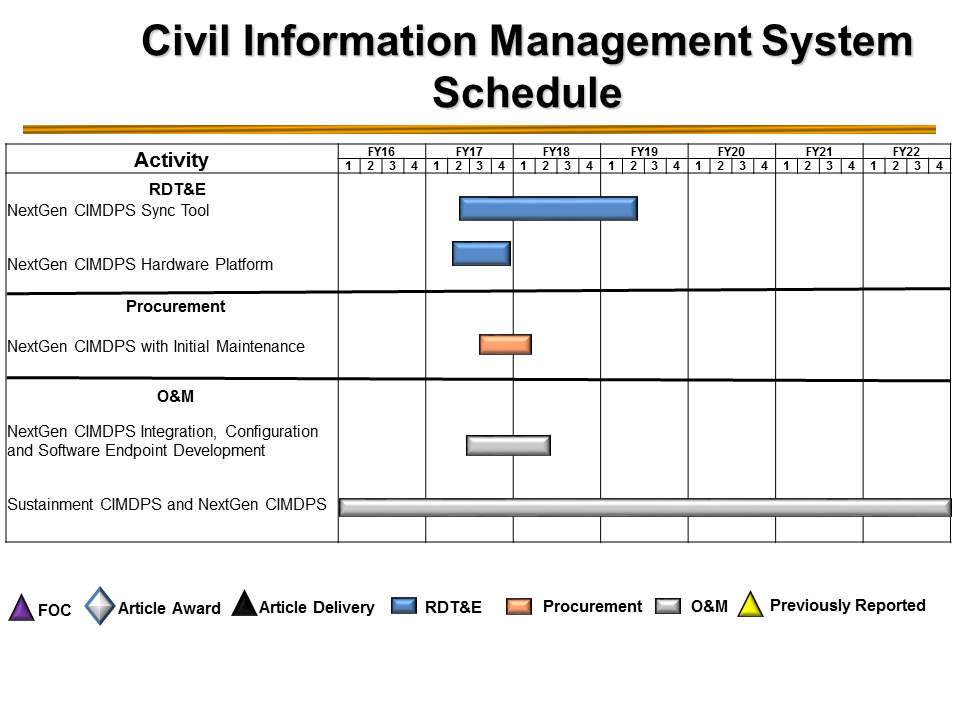 Civil Information Management System
Schedule
Activity
FY16 FY17 FY18 FY19 FY20 FY21 FY22
1 2 3 4 1 2 3 4 1 2 3 4 1 2 3 4 1 2 3 4 1 2 3 4 1 2 3 4
RDT&E
NextGen CIMDPS Sync Tool
NextGen CIMDPS Hardware Platform
Procurement
NextGen CIMDPS with Initial Maintenance
O&M
NextGen CIMDPS Integration, Configuration
and Software Endpoint Development
Sustainment CIMDPS and NextGen CIMDPS
FOC Article Award Article Delivery RDT&E Procurement O&M Previously Reported